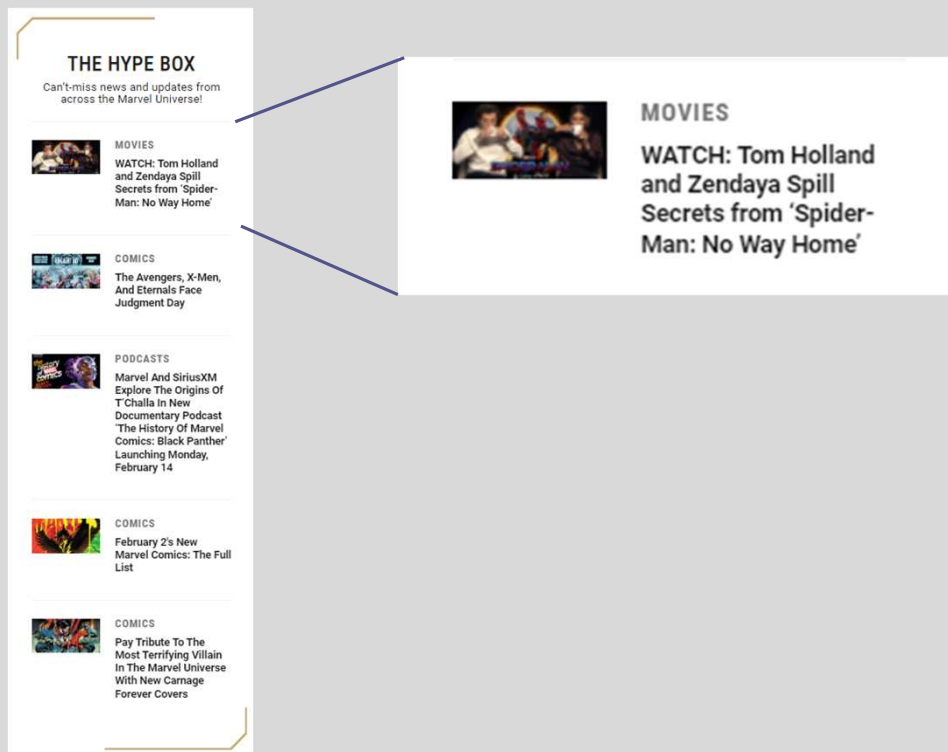 THE HYPE BOX
Can't-miss news and updates from
across the Marvel Universe!
MOVIES
WATCH: Tom Holland
and Zendaya Spill
Secrets from ‘Spider-
Man: No Way Home’
COMICS
The Avengers, X-Men,
And Eternals Face
Judgment Day
PODCASTS
Marvel And SiriusXM
Explore The Origins Of
T’Challa In New
Documentary Podcast
‘The History Of Marvel
Comics: Black Panther’
Launching Monday,
February 14
COMICS
February 2's New
Marvel Comics: The Full
List
COMICS
Pay Tribute To The
Most Terrifying Villain
In The Marvel Universe
With New Carnage
Forever Covers
MOVIES
WATCH: Tom Holland
and Zendaya Spill
Secrets from ‘Spider-
Man: No Way Home’